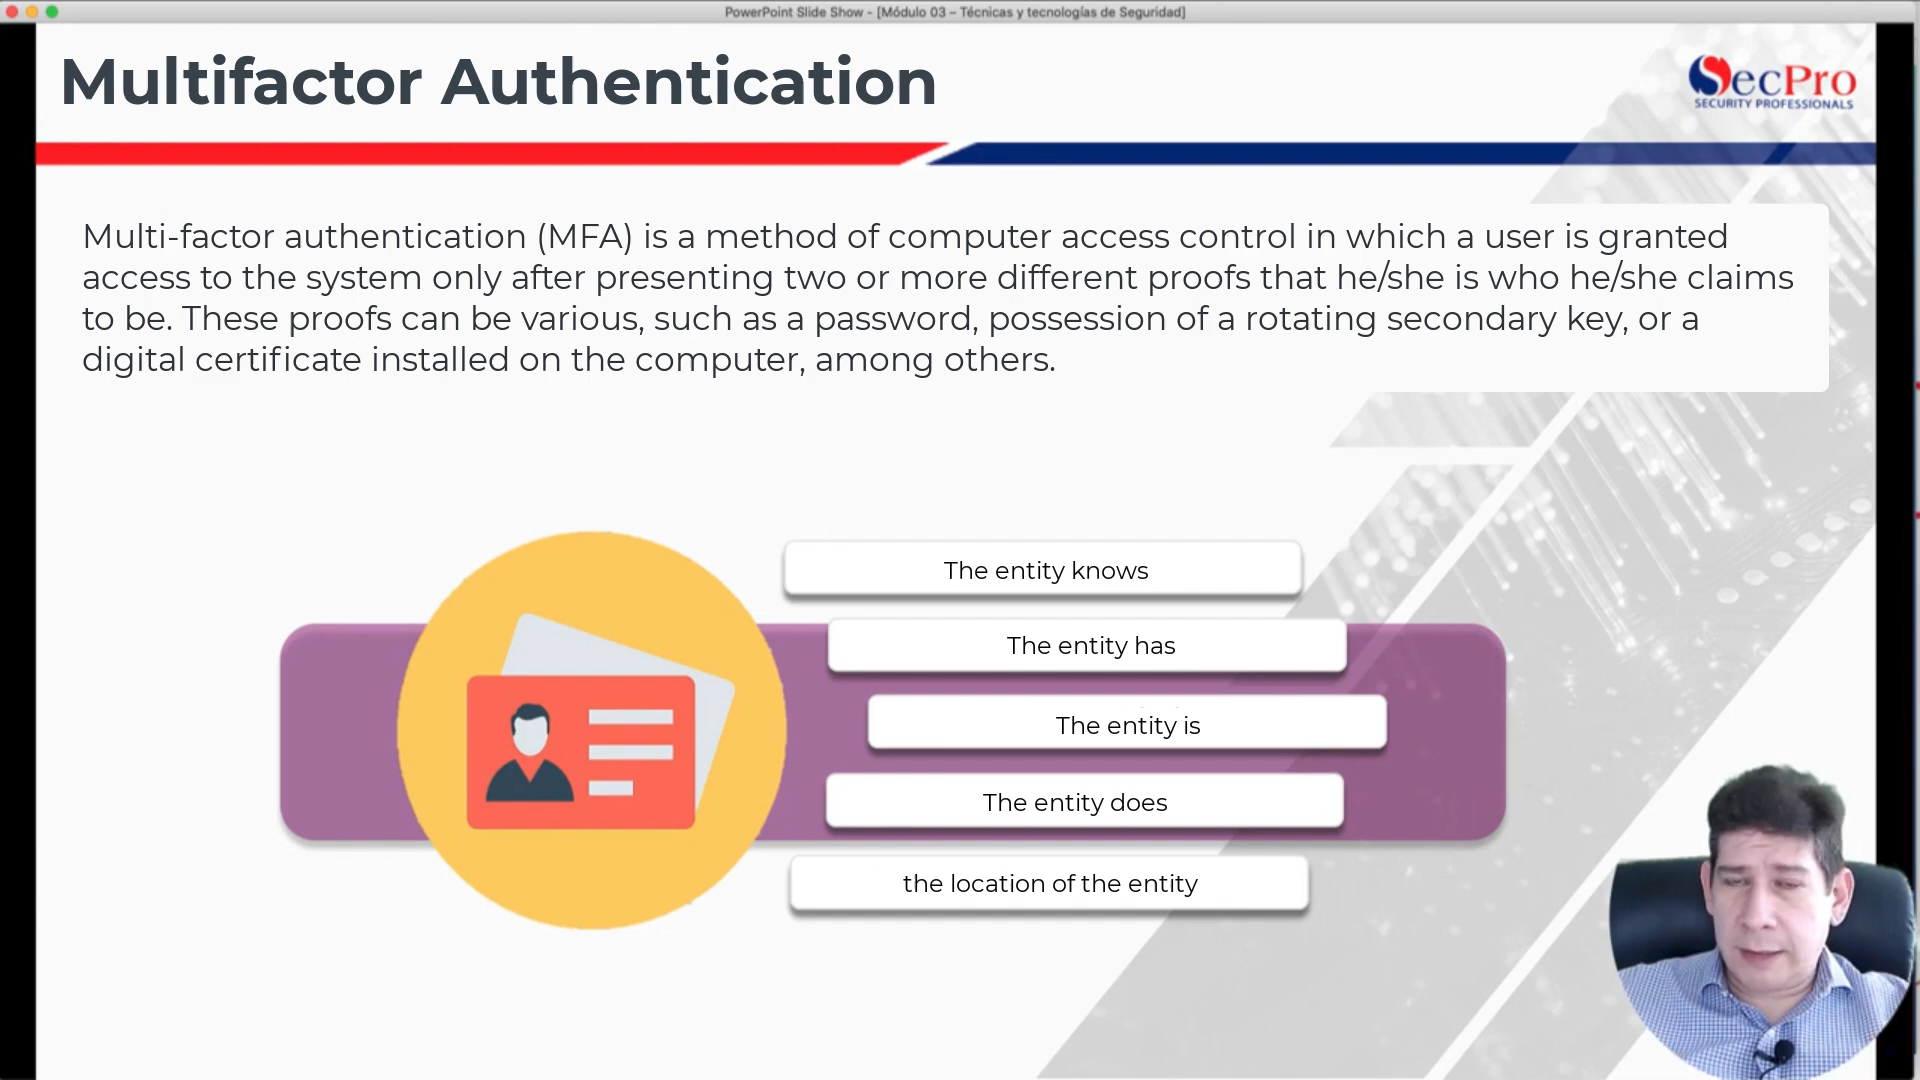 PowerPoint Slide Show - [Módulo 03 – Técnicas y tecnologías de Seguridad]
Multifactor Authentication
SecPro
SECURITY PROFESSIONALS
Multi-factor authentication (MFA) is a method of computer access control in which a user is granted
access to the system only after presenting two or more different proofs that he/she is who he/she claims
to be. These proofs can be various, such as a password, possession of a rotating secondary key, or a
digital certificate installed on the computer, among others.
The entity knows
The entity has
The entity is
The entity does
the location of the entity